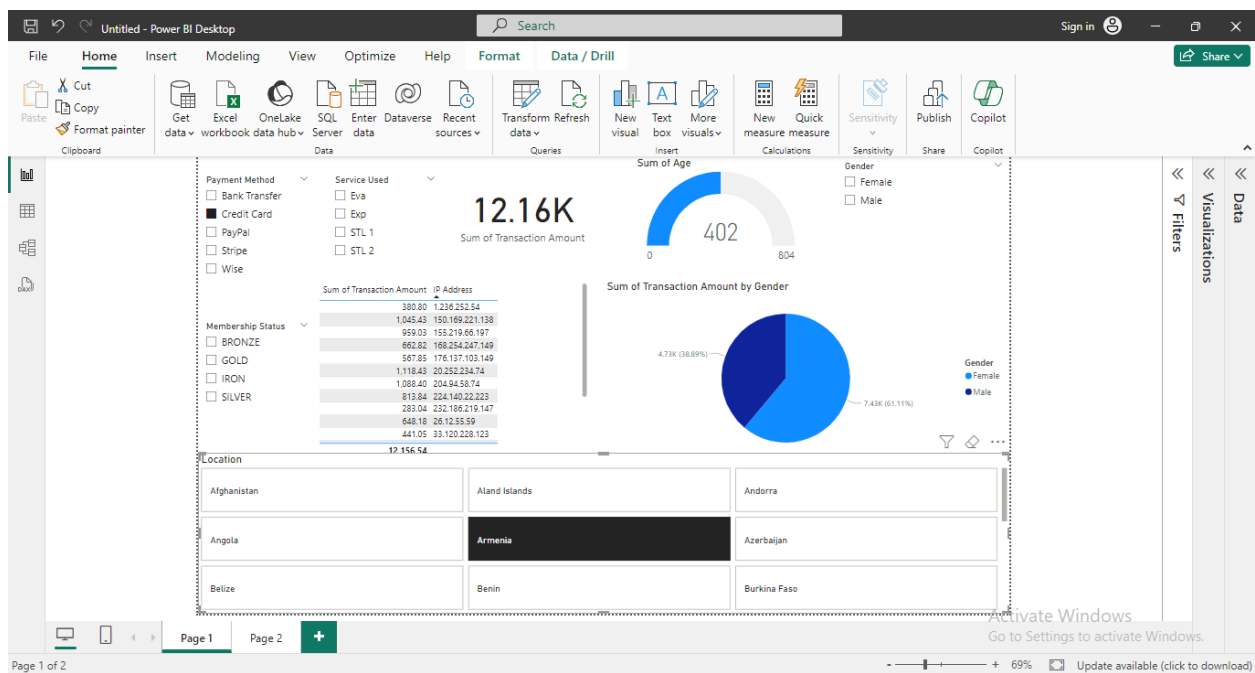 Untitled - Power BI Desktop
Search
Sign in
File Home Insert Modeling View Optimize Help Format Data / Drill
Share
Paste
Cut
Copy
Format painter
Clipboard
Get data
Excel workbook
OneLake data hub
SQL Server
Enter data
Dataverse
Recent sources
Data
Transform data
Refresh
Queries
New visual
Text box
More visuals
Insert
New measure
Quick measure
Calculations
Sensitivity
Sensitivity
Publish
Share
Copilot
Copilot
Payment Method
Bank Transfer
Credit Card
PayPal
Stripe
Wise
Service Used
Eva
Exp
STL 1
STL 2
12.16K
Sum of Transaction Amount
Sum of Age
402
0
804
Gender
Female
Male
Filters
Visualizations
Data
Membership Status
BRONZE
GOLD
IRON
SILVER
Sum of Transaction Amount IP Address
380.80 1.236.252.54
1,045.43 150.169.221.138
959.03 155.219.66.197
662.82 168.254.247.149
567.85 176.137.103.149
1,118.43 20.252.234.74
1,088.40 204.94.58.74
813.84 224.140.22.223
283.04 232.186.219.147
648.18 26.12.55.59
441.05 33.120.228.123
12,156.54
Sum of Transaction Amount by Gender
4.73K (38.89%)
7.43K (61.11%)
Gender
Female
Male
Location
Afghanistan
Aland Islands
Andorra
Angola
Armenia
Azerbaijan
Belize
Benin
Burkina Faso
Activate Windows
Go to Settings to activate Windows.
Page 1
Page 2
Page 1 of 2
69%
Update available (click to download)